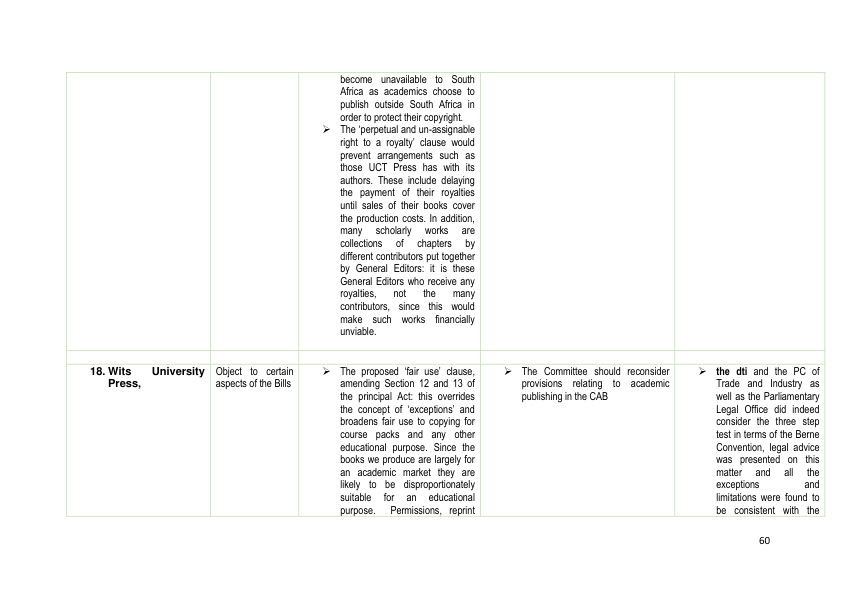 become unavailable to South
Africa as academics choose to
publish outside South Africa in
order to protect their copyright.
➢ The 'perpetual and un-assignable
right to a royalty' clause would
prevent arrangements such as
those UCT Press has with its
authors. These include delaying
the payment of their royalties
until sales of their books cover
the production costs. In addition,
many scholarly works are
collections of chapters by
different contributors put together
by General Editors: it is these
General Editors who receive any
royalties, not the many
contributors, since this would
make such works financially
unviable.
18. Wits University
Press,
Object to certain
aspects of the Bills
➢ The proposed 'fair use' clause,
amending Section 12 and 13 of
the principal Act: this overrides
the concept of 'exceptions' and
broadens fair use to copying for
course packs and any other
educational purpose. Since the
books we produce are largely for
an academic market they are
likely to be disproportionately
suitable for an educational
purpose. Permissions, reprint
➢ The Committee should reconsider
provisions relating to academic
publishing in the CAB
➢ the dti and the PC of
Trade and Industry as
well as the Parliamentary
Legal Office did indeed
consider the three step
test in terms of the Berne
Convention, legal advice
was presented on this
matter and all the
exceptions and
limitations were found to
be consistent with the
60